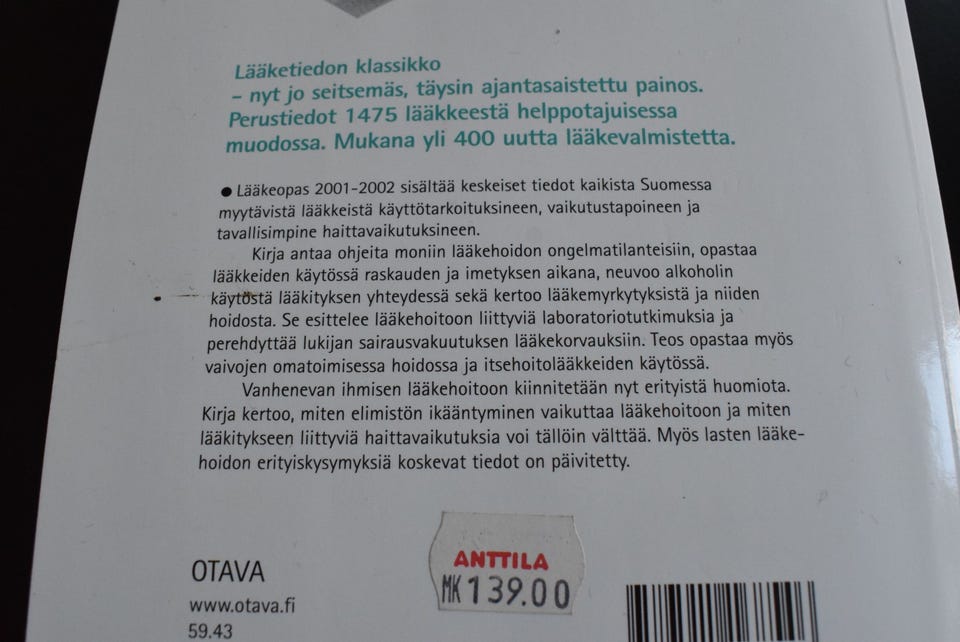 Lääketiedon klassikko
– nyt jo seitsemäs, täysin ajantasaistettu painos.
Perustiedot 1475 lääkkeestä helppotajuisessa
muodossa. Mukana yli 400 uutta lääkevalmistetta.
● Lääkeopas 2001-2002 sisältää keskeiset tiedot kaikista Suomessa
myytävistä lääkkeistä käyttötarkoituksineen, vaikutustapoineen ja
tavallisimpine haittavaikutuksineen.
Kirja antaa ohjeita moniin lääkehoidon ongelmatilanteisiin, opastaa
lääkkeiden käytössä raskauden ja imetyksen aikana, neuvoo alkoholin
käytöstä lääkityksen yhteydessä sekä kertoo lääkemyrkytyksistä ja niiden
hoidosta. Se esittelee lääkehoitoon liittyviä laboratoriotutkimuksia ja
perehdyttää lukijan sairausvakuutuksen lääkekorvauksiin. Teos opastaa myös
vaivojen omatoimisessa hoidossa ja itsehoitolääkkeiden käytössä.
Vanhenevan ihmisen lääkehoitoon kiinnitetään nyt erityistä huomiota.
Kirja kertoo, miten elimistön ikääntyminen vaikuttaa lääkehoitoon ja miten
lääkitykseen liittyviä haittavaikutuksia voi tällöin välttää. Myös lasten lääke-
hoidon erityiskysymyksiä koskevat tiedot on päivitetty.
OTAVA
www.otava.fi
59.43
ANTTILA
MK 139.00